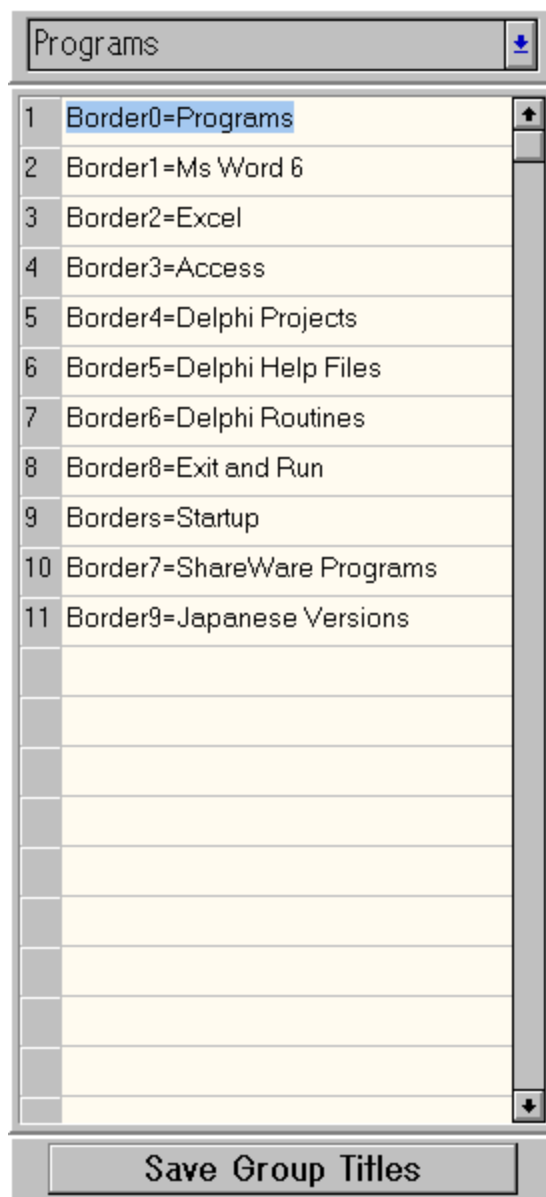 Programs
1 Border0=Programs
2 Border1=Ms Word 6
3 Border2=Excel
4 Border3=Access
5 Border4=Delphi Projects
6 Border5=Delphi Help Files
7 Border6=Delphi Routines
8 Border8=Exit and Run
9 Borders=Startup
10 Border7=ShareWare Programs
11 Border9=Japanese Versions
Save Group Titles